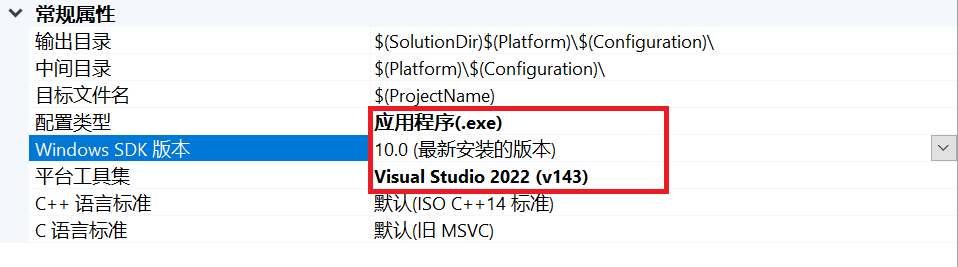 常规属性
输出目录 $(SolutionDir)$(Platform)\$(Configuration)\
中间目录 $(Platform)\$(Configuration)\
目标文件名 $(ProjectName)
配置类型 应用程序(.exe)
Windows SDK 版本 10.0 (最新安装的版本)
平台工具集 Visual Studio 2022 (v143)
C++ 语言标准 默认(ISO C++14 标准)
C 语言标准 默认(旧 MSVC)